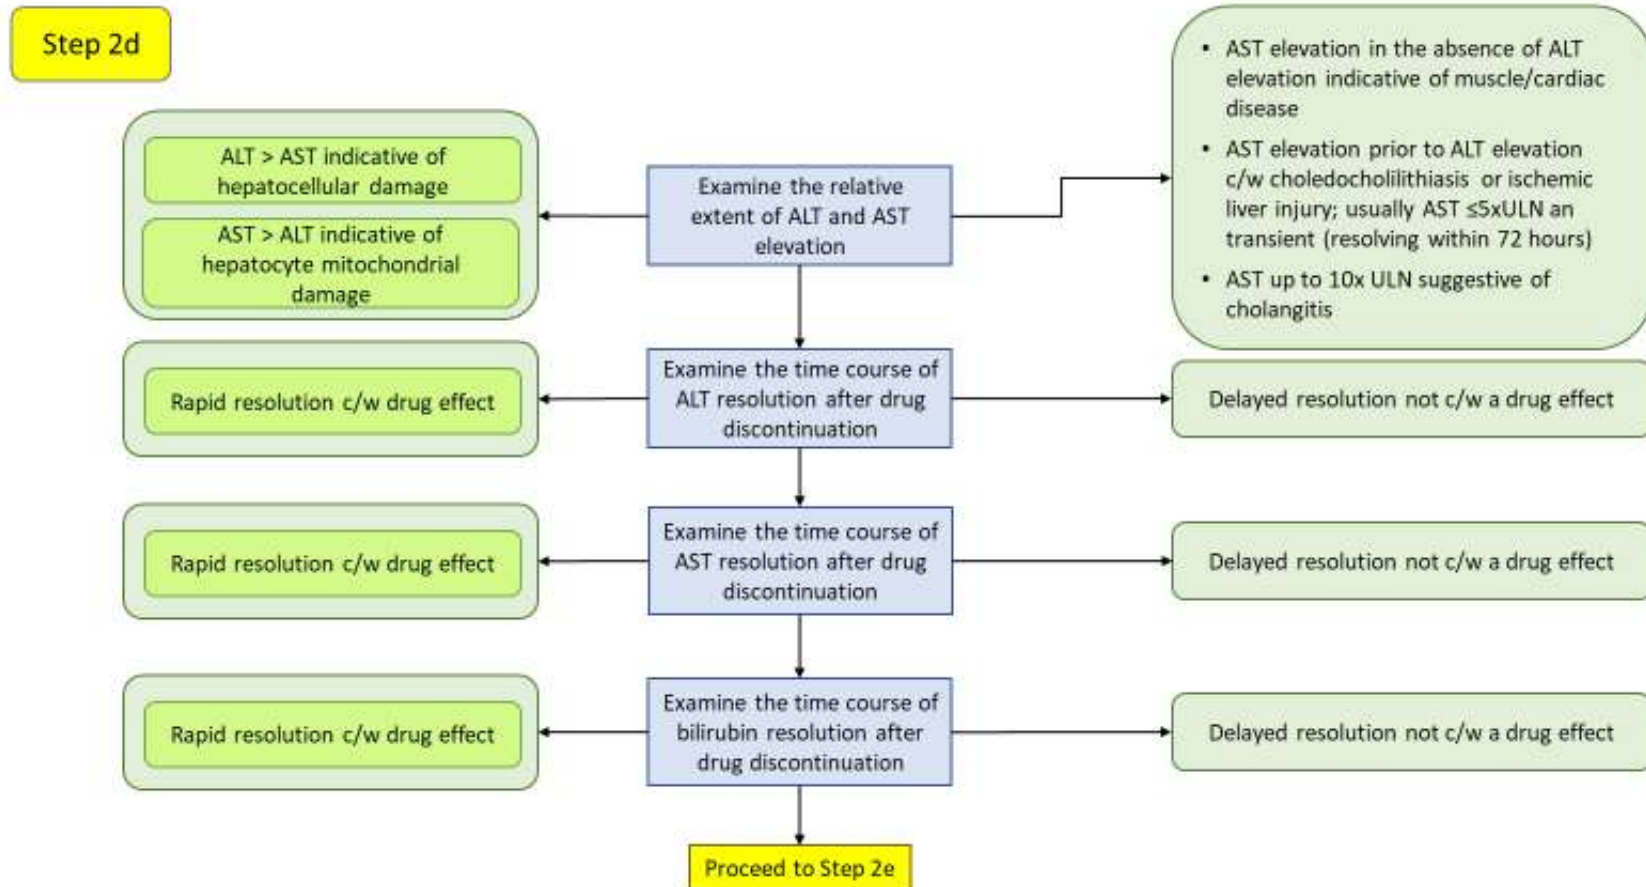 Step 2d
ALT > AST indicative of
hepatocellular damage
AST > ALT indicative of
hepatocyte mitochondrial
damage
Examine the relative
extent of ALT and AST
elevation
• AST elevation in the absence of ALT
elevation indicative of muscle/cardiac
disease
• AST elevation prior to ALT elevation
c/w choledocholilithiasis or ischemic
liver injury; usually AST ≤5xULN an
transient (resolving within 72 hours)
• AST up to 10x ULN suggestive of
cholangitis
Rapid resolution c/w drug effect
Examine the time course of
ALT resolution after drug
discontinuation
Delayed resolution not c/w a drug effect
Rapid resolution c/w drug effect
Examine the time course of
AST resolution after drug
discontinuation
Delayed resolution not c/w a drug effect
Rapid resolution c/w drug effect
Examine the time course of
bilirubin resolution after
drug discontinuation
Delayed resolution not c/w a drug effect
Proceed to Step 2e